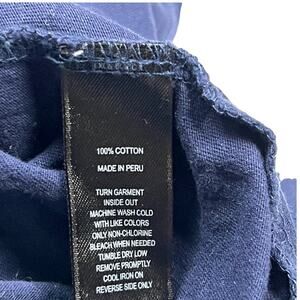 100% COTTON
MADE IN PERU
TURN GARMENT
INSIDE OUT
MACHINE WASH COLD
WITH LIKE COLORS
ONLY NON-CHLORINE
BLEACH WHEN NEEDED
TUMBLE DRY LOW
REMOVE PROMPTLY
COOL IRON ON
REVERSE SIDE ONLY